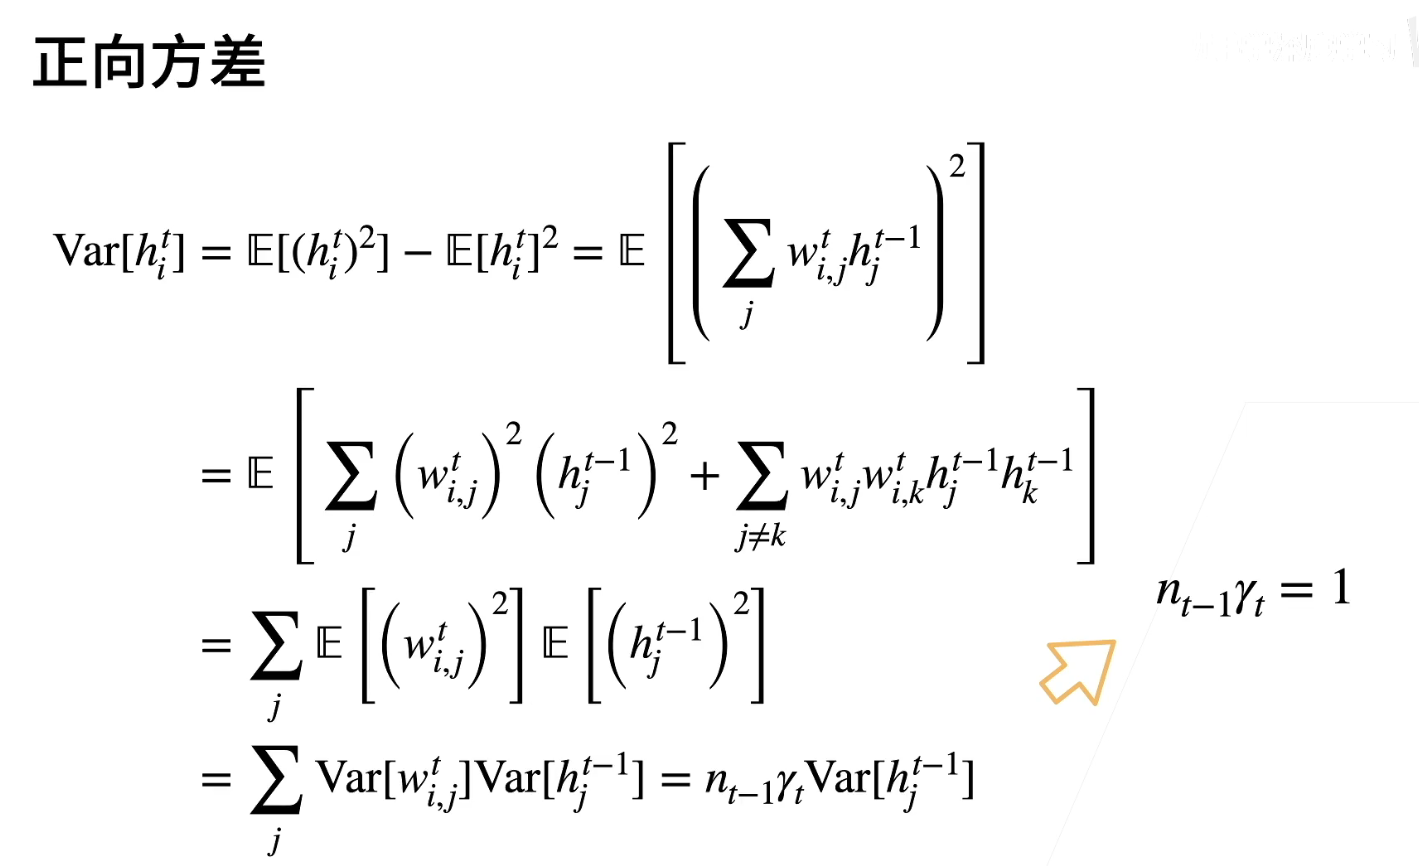 正向方差
Var[h_i^t] = 𝔼[(h_i^t)^2] − 𝔼[h_i^t]^2 = 𝔼[(∑_j w_{i,j}^t h_j^{t−1})^2]
= 𝔼[∑_j (w_{i,j}^t)^2 (h_j^{t−1})^2 + ∑_{j≠k} w_{i,j}^t w_{i,k}^t h_j^{t−1} h_k^{t−1}]
= ∑_j 𝔼[(w_{i,j}^t)^2] 𝔼[(h_j^{t−1})^2]
= ∑_j Var[w_{i,j}^t]Var[h_j^{t−1}] = n_{t−1}γ_tVar[h_j^{t−1}]
n_{t−1}γ_t = 1